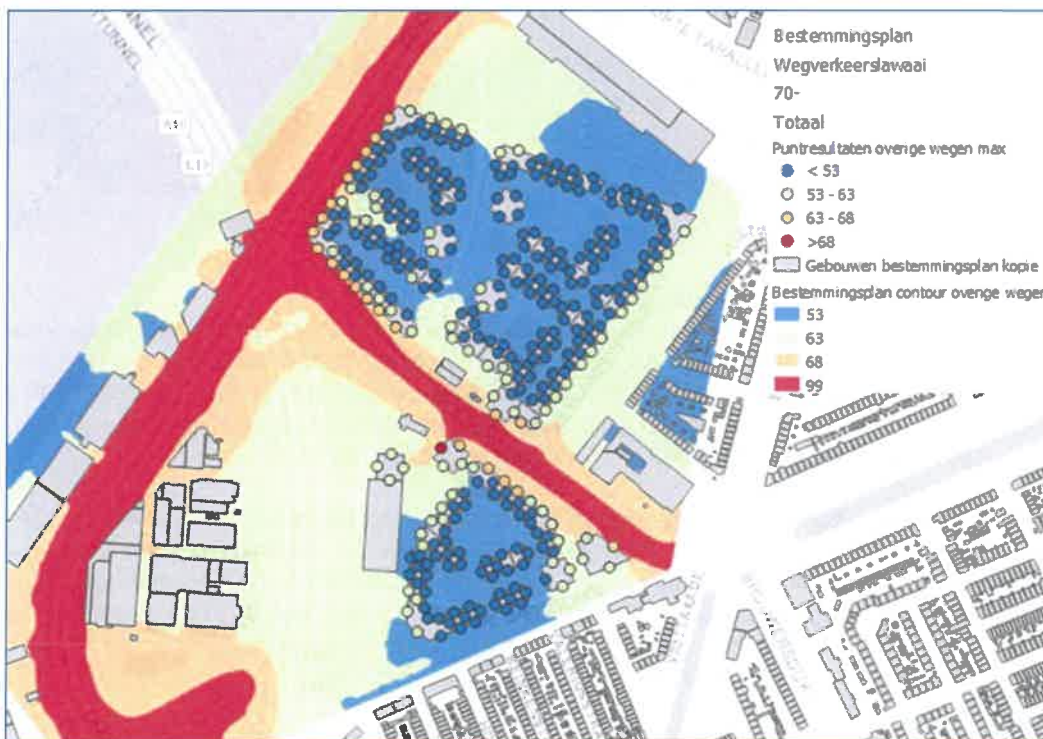 TUNNEL
Bestemmingsplan
Wegverkeerslawaai
70-
Totaal
Puntresultaten overige wegen max
< 53
53 - 63
63 - 68
>68
Gebouwen bestemmingsplan kopie
Bestemmingsplan contour overige wegen
53
63
68
99